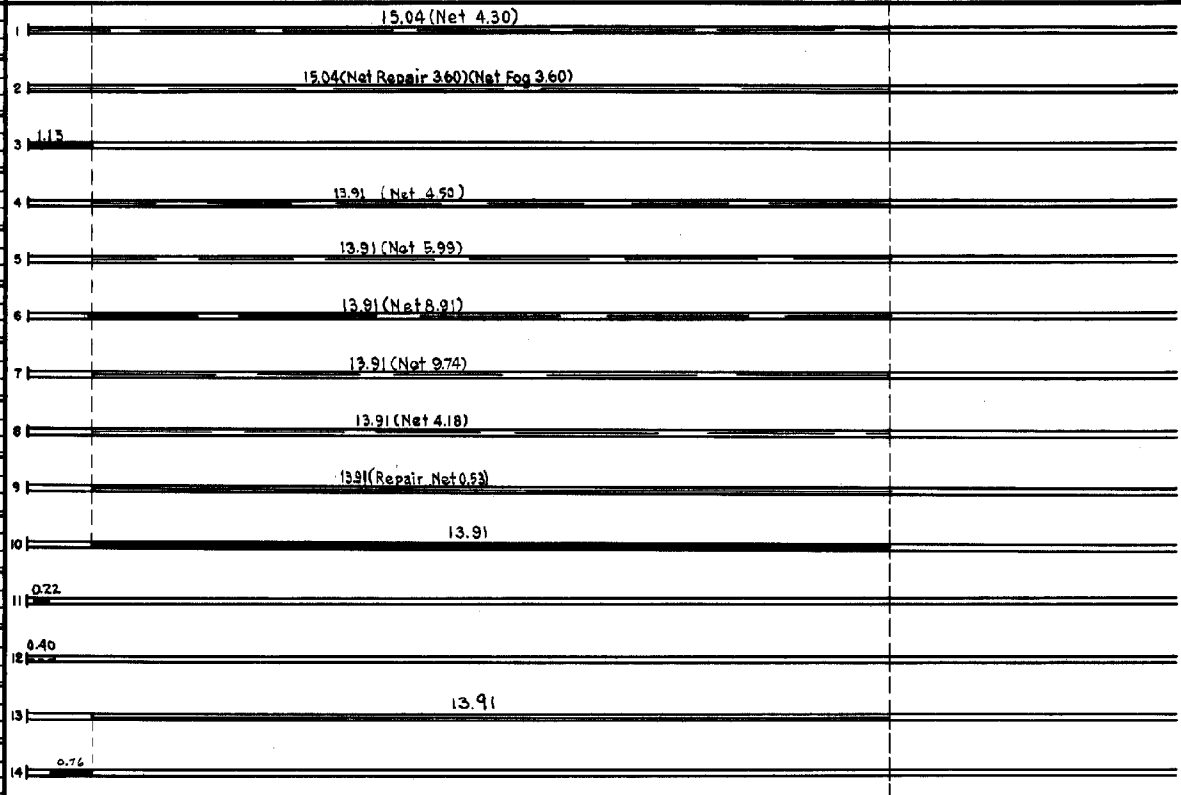 15.04 (Net 4.30)
1
15.04 (Net Repair 3.60)(Net Fog 3.60)
2
1.13
3
13.91 (Net 4.50)
4
13.91 (Net 5.99)
5
13.91 (Net 8.91)
6
13.91 (Net 9.74)
7
13.91 (Net 4.18)
8
13.91 (Repair Net 0.53)
9
13.91
10
0.22
11
0.40
12
13.91
13
0.76
14